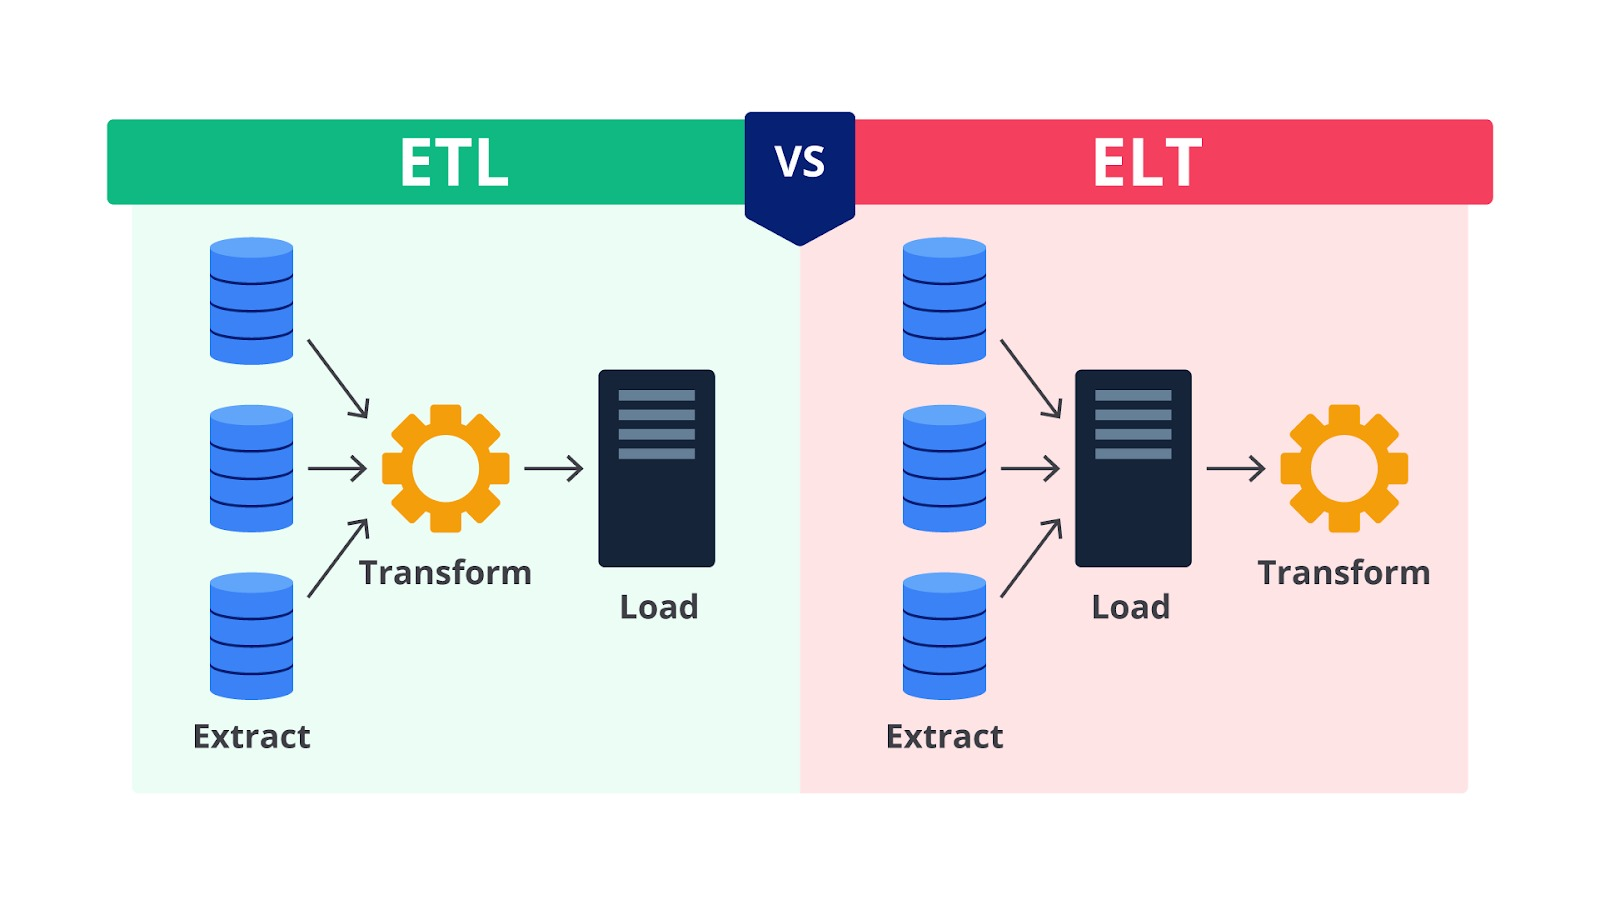 ETL
VS
ELT
Transform
Load
Extract
Load
Transform
Extract